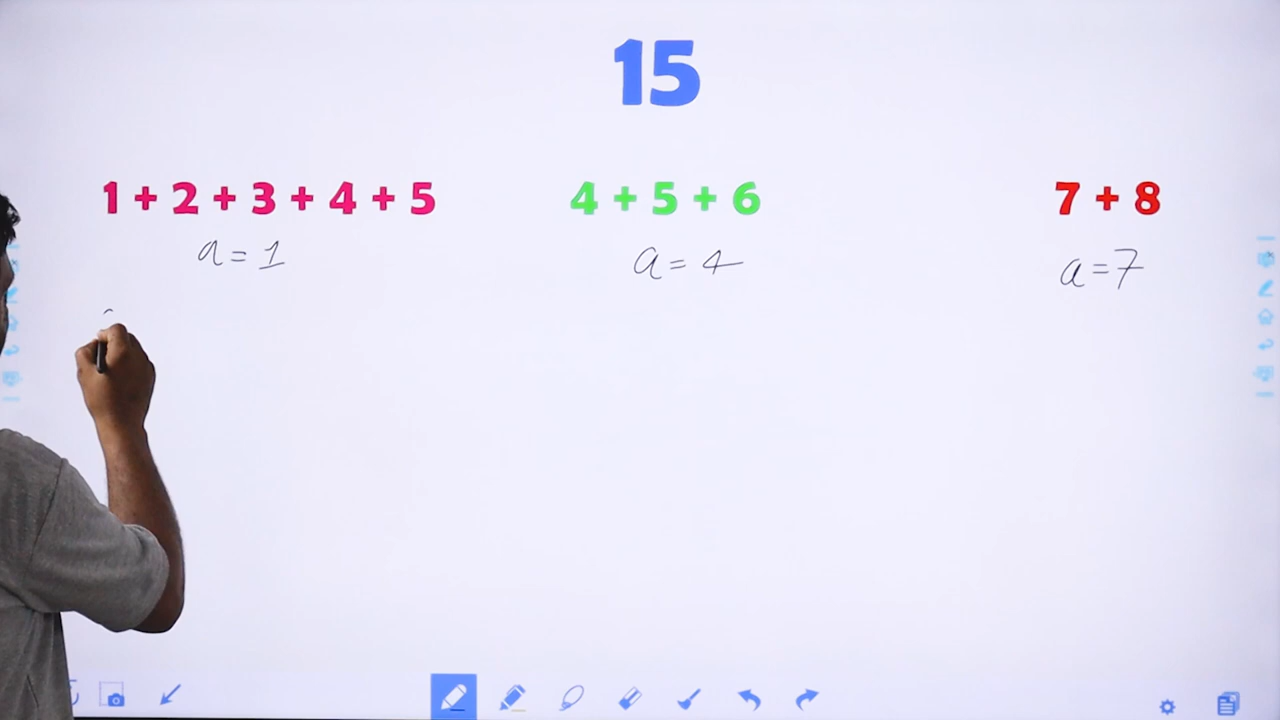 15
1 + 2 + 3 + 4 + 5
4 + 5 + 6
7 + 8
a = 1
a = 4
a = 7